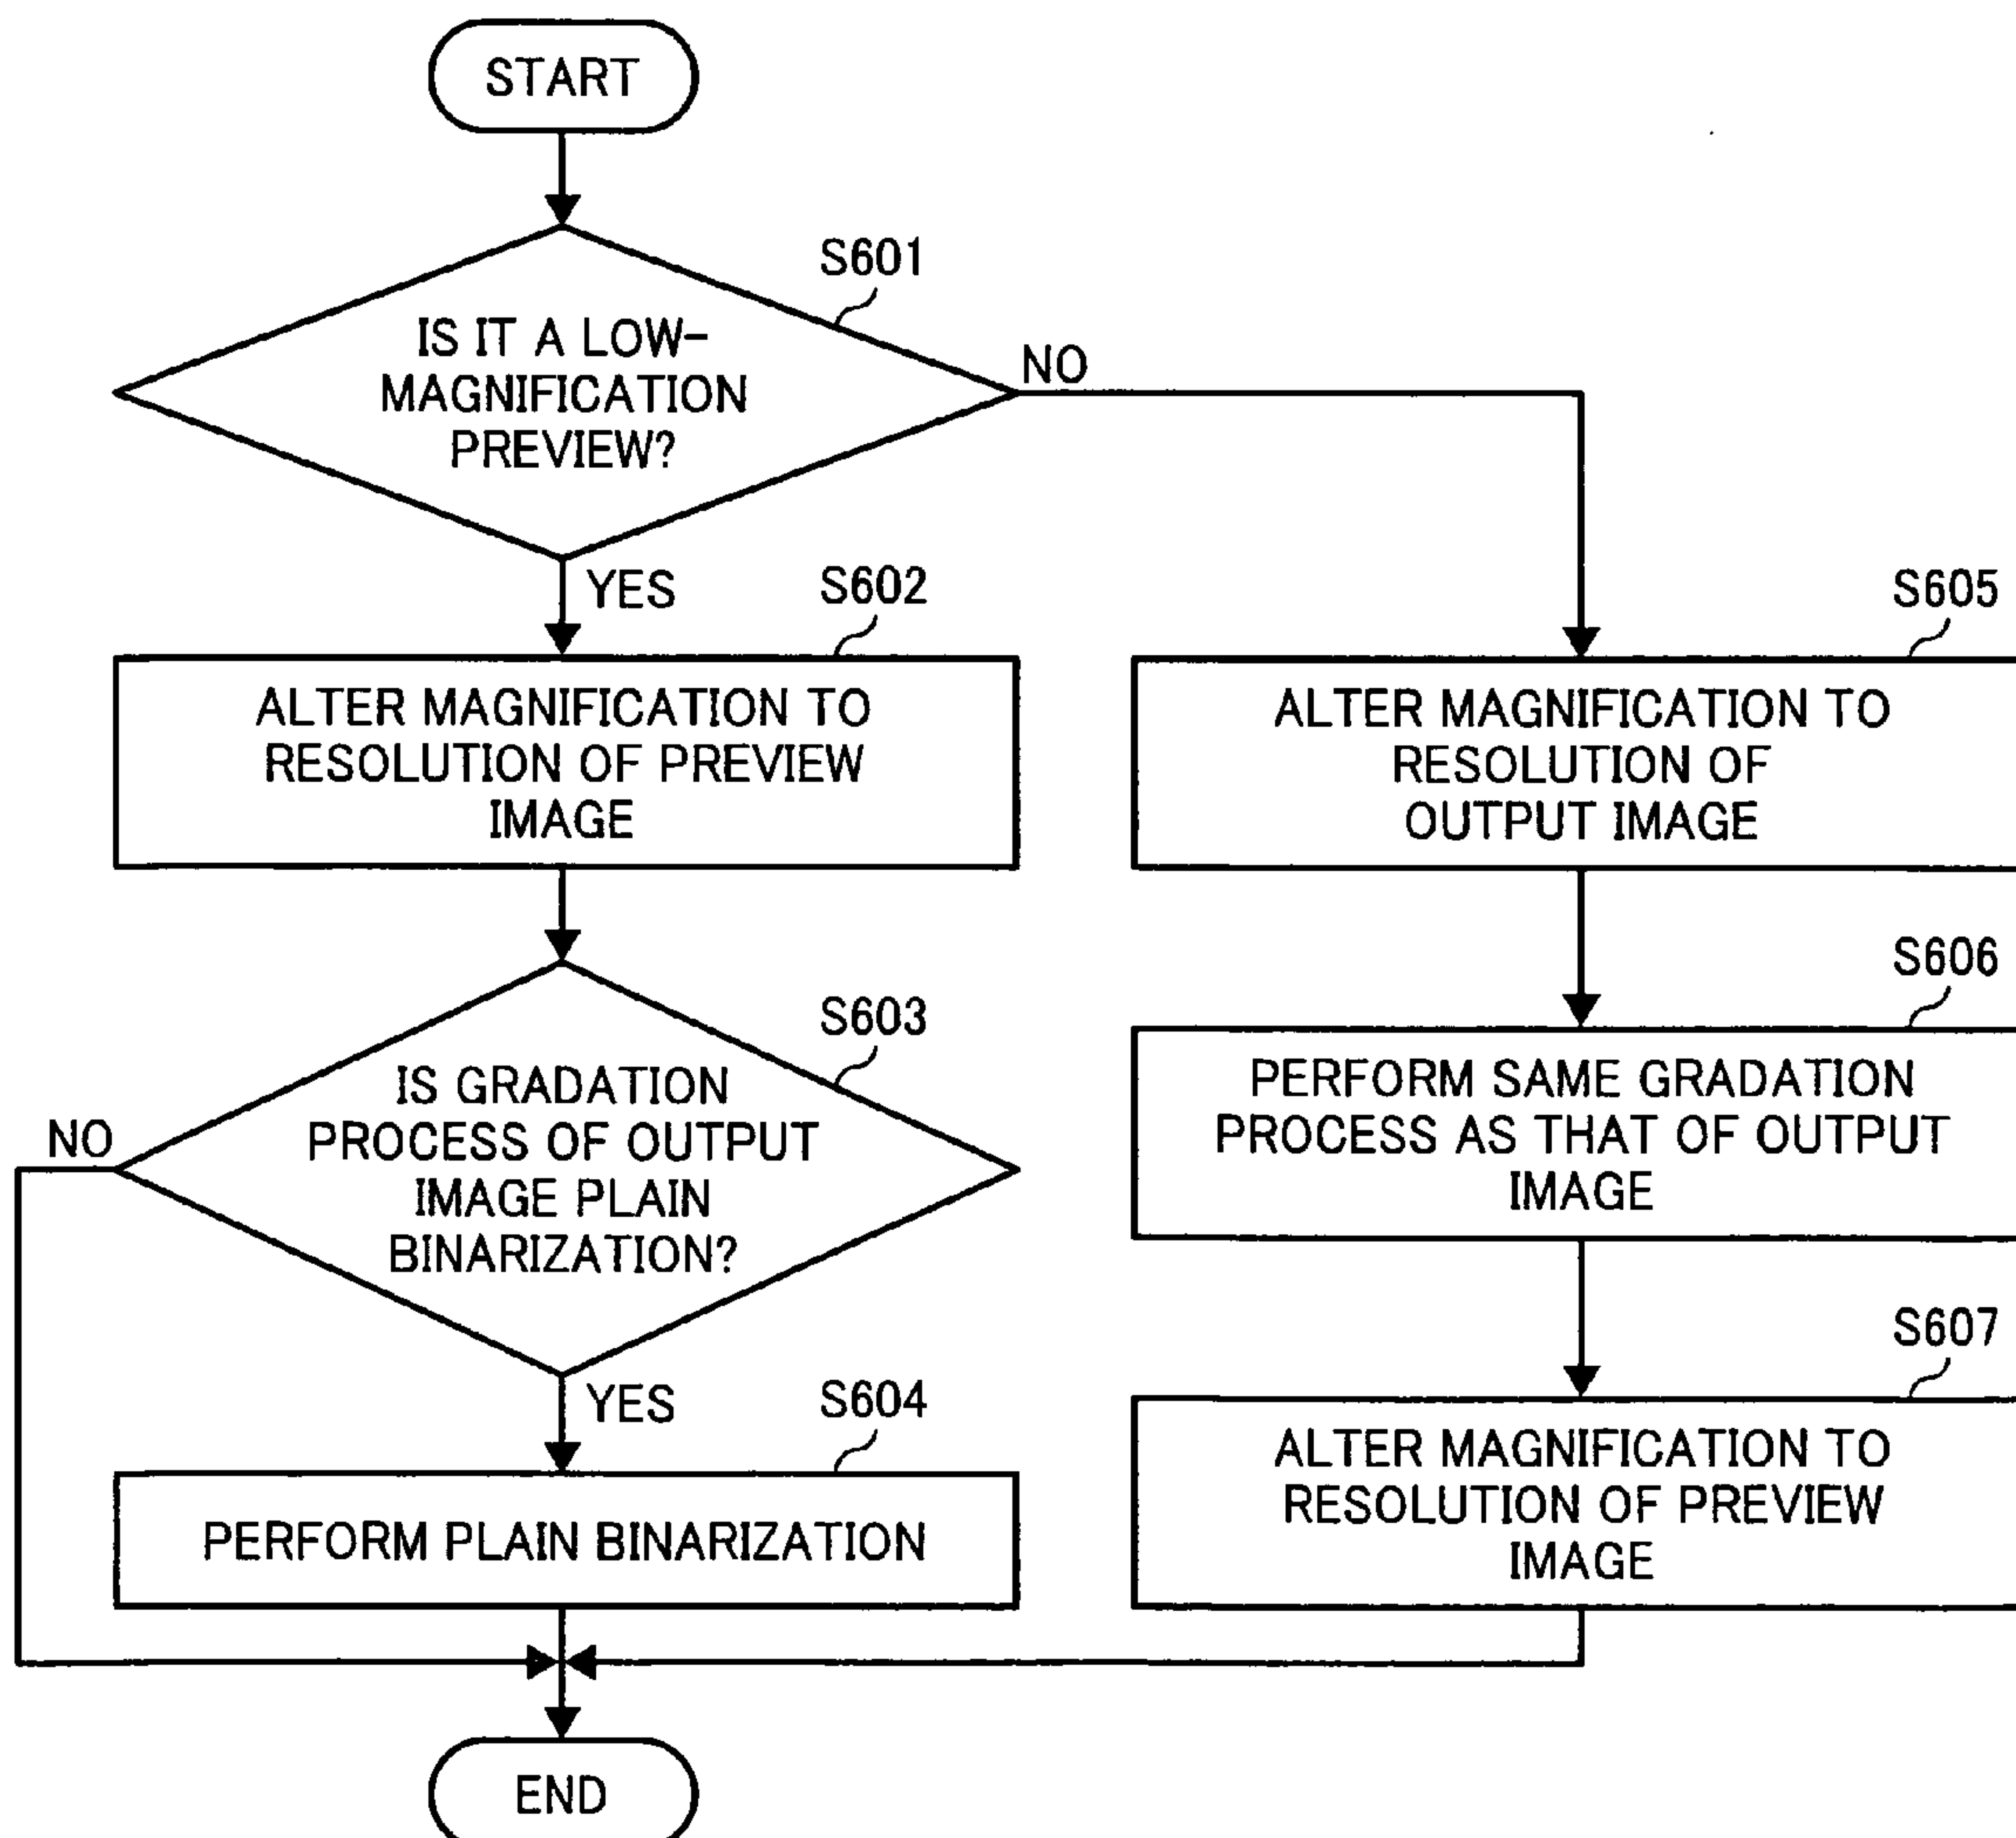 START
S601
IS IT A LOW-
MAGNIFICATION
PREVIEW?
NO
YES
S602
ALTER MAGNIFICATION TO
RESOLUTION OF PREVIEW
IMAGE
S603
IS GRADATION
PROCESS OF OUTPUT
IMAGE PLAIN
BINARIZATION?
NO
YES
S604
PERFORM PLAIN BINARIZATION
S605
ALTER MAGNIFICATION TO
RESOLUTION OF
OUTPUT IMAGE
S606
PERFORM SAME GRADATION
PROCESS AS THAT OF OUTPUT
IMAGE
S607
ALTER MAGNIFICATION TO
RESOLUTION OF PREVIEW
IMAGE
END